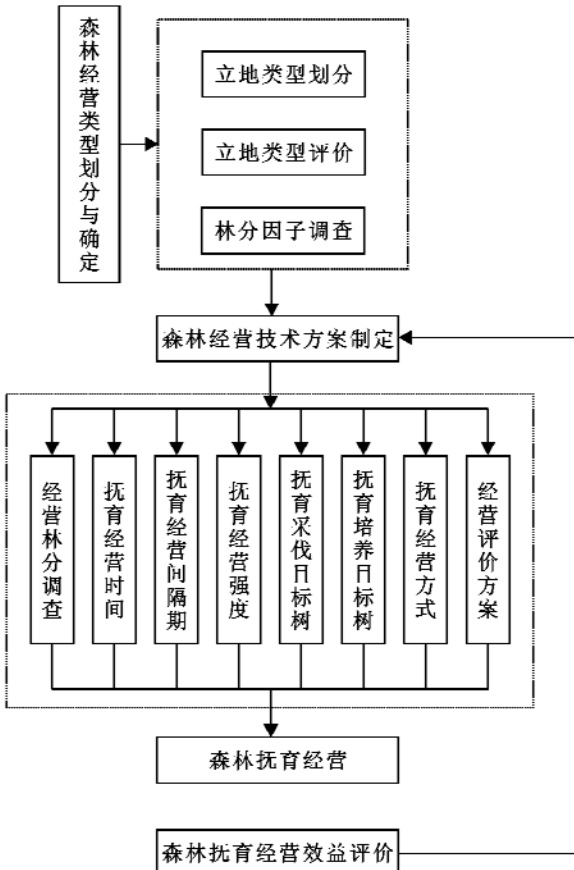 森林经营类型划分与确定
立地类型划分
立地类型评价
林分因子调查
森林经营技术方案制定
经营林分调查
抚育经营时间
抚育经营间隔期
抚育经营强度
抚育采伐目标树
抚育培养目标树
抚育经营方式
经营评价方案
森林抚育经营
森林抚育经营效益评价